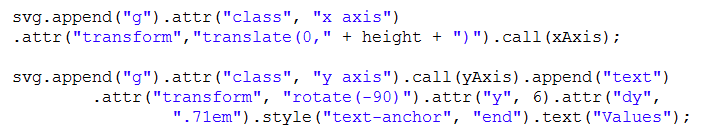 svg.append("g").attr("class", "x axis")
.attr("transform","translate(0," + height + ")").call(xAxis);
svg.append("g").attr("class", "y axis").call(yAxis).append("text")
.attr("transform", "rotate(-90)").attr("y", 6).attr("dy",
".71em").style("text-anchor", "end").text("Values");